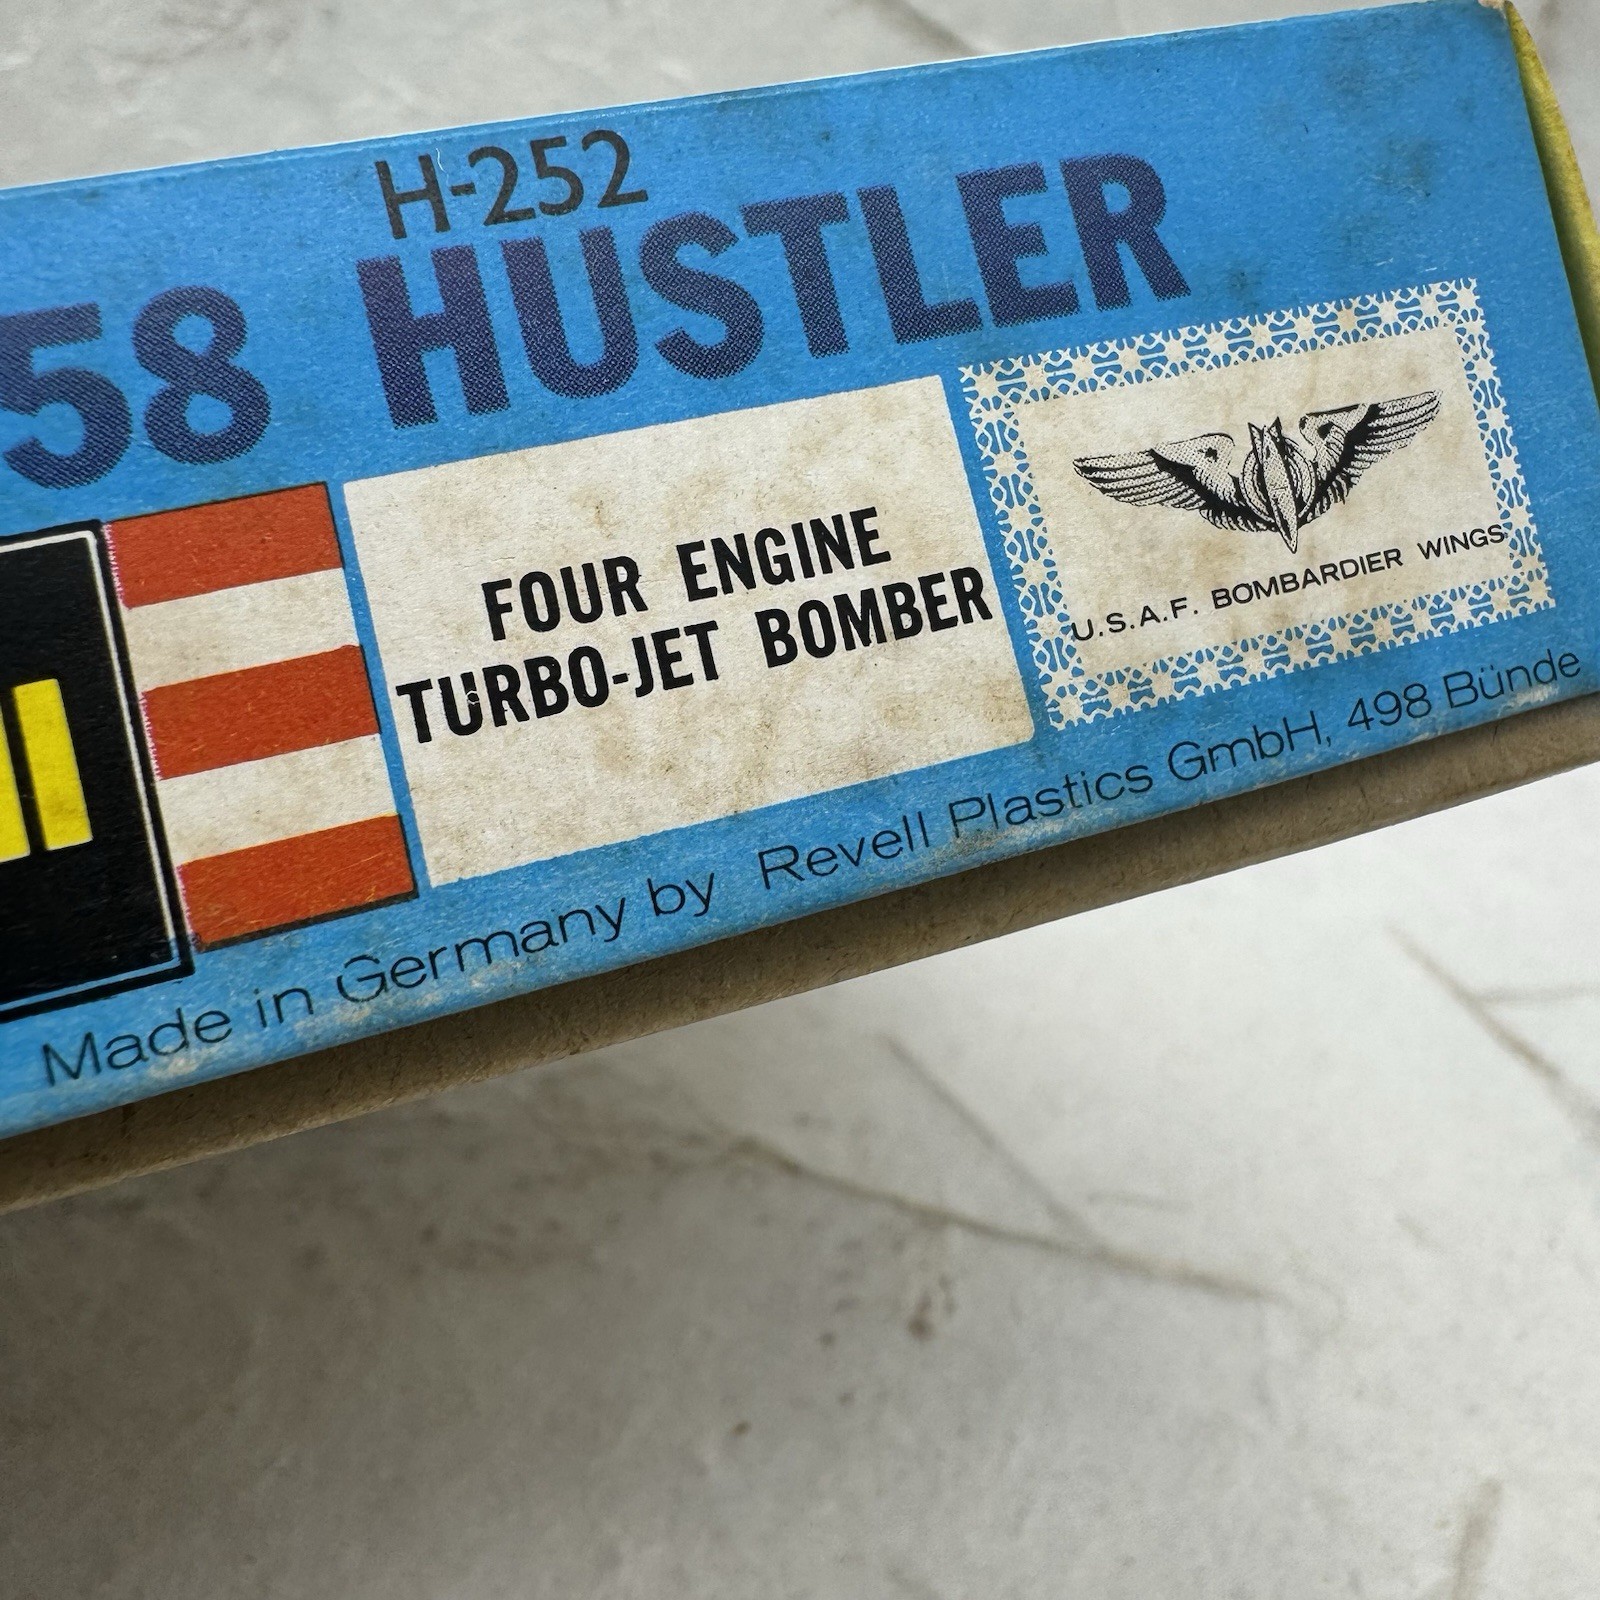 H-252
58 HUSTLER
FOUR ENGINE
TURBO-JET BOMBER
U.S.A.F. BOMBARDIER WINGS
Made in Germany by Revell Plastics GmbH, 498 Bünde